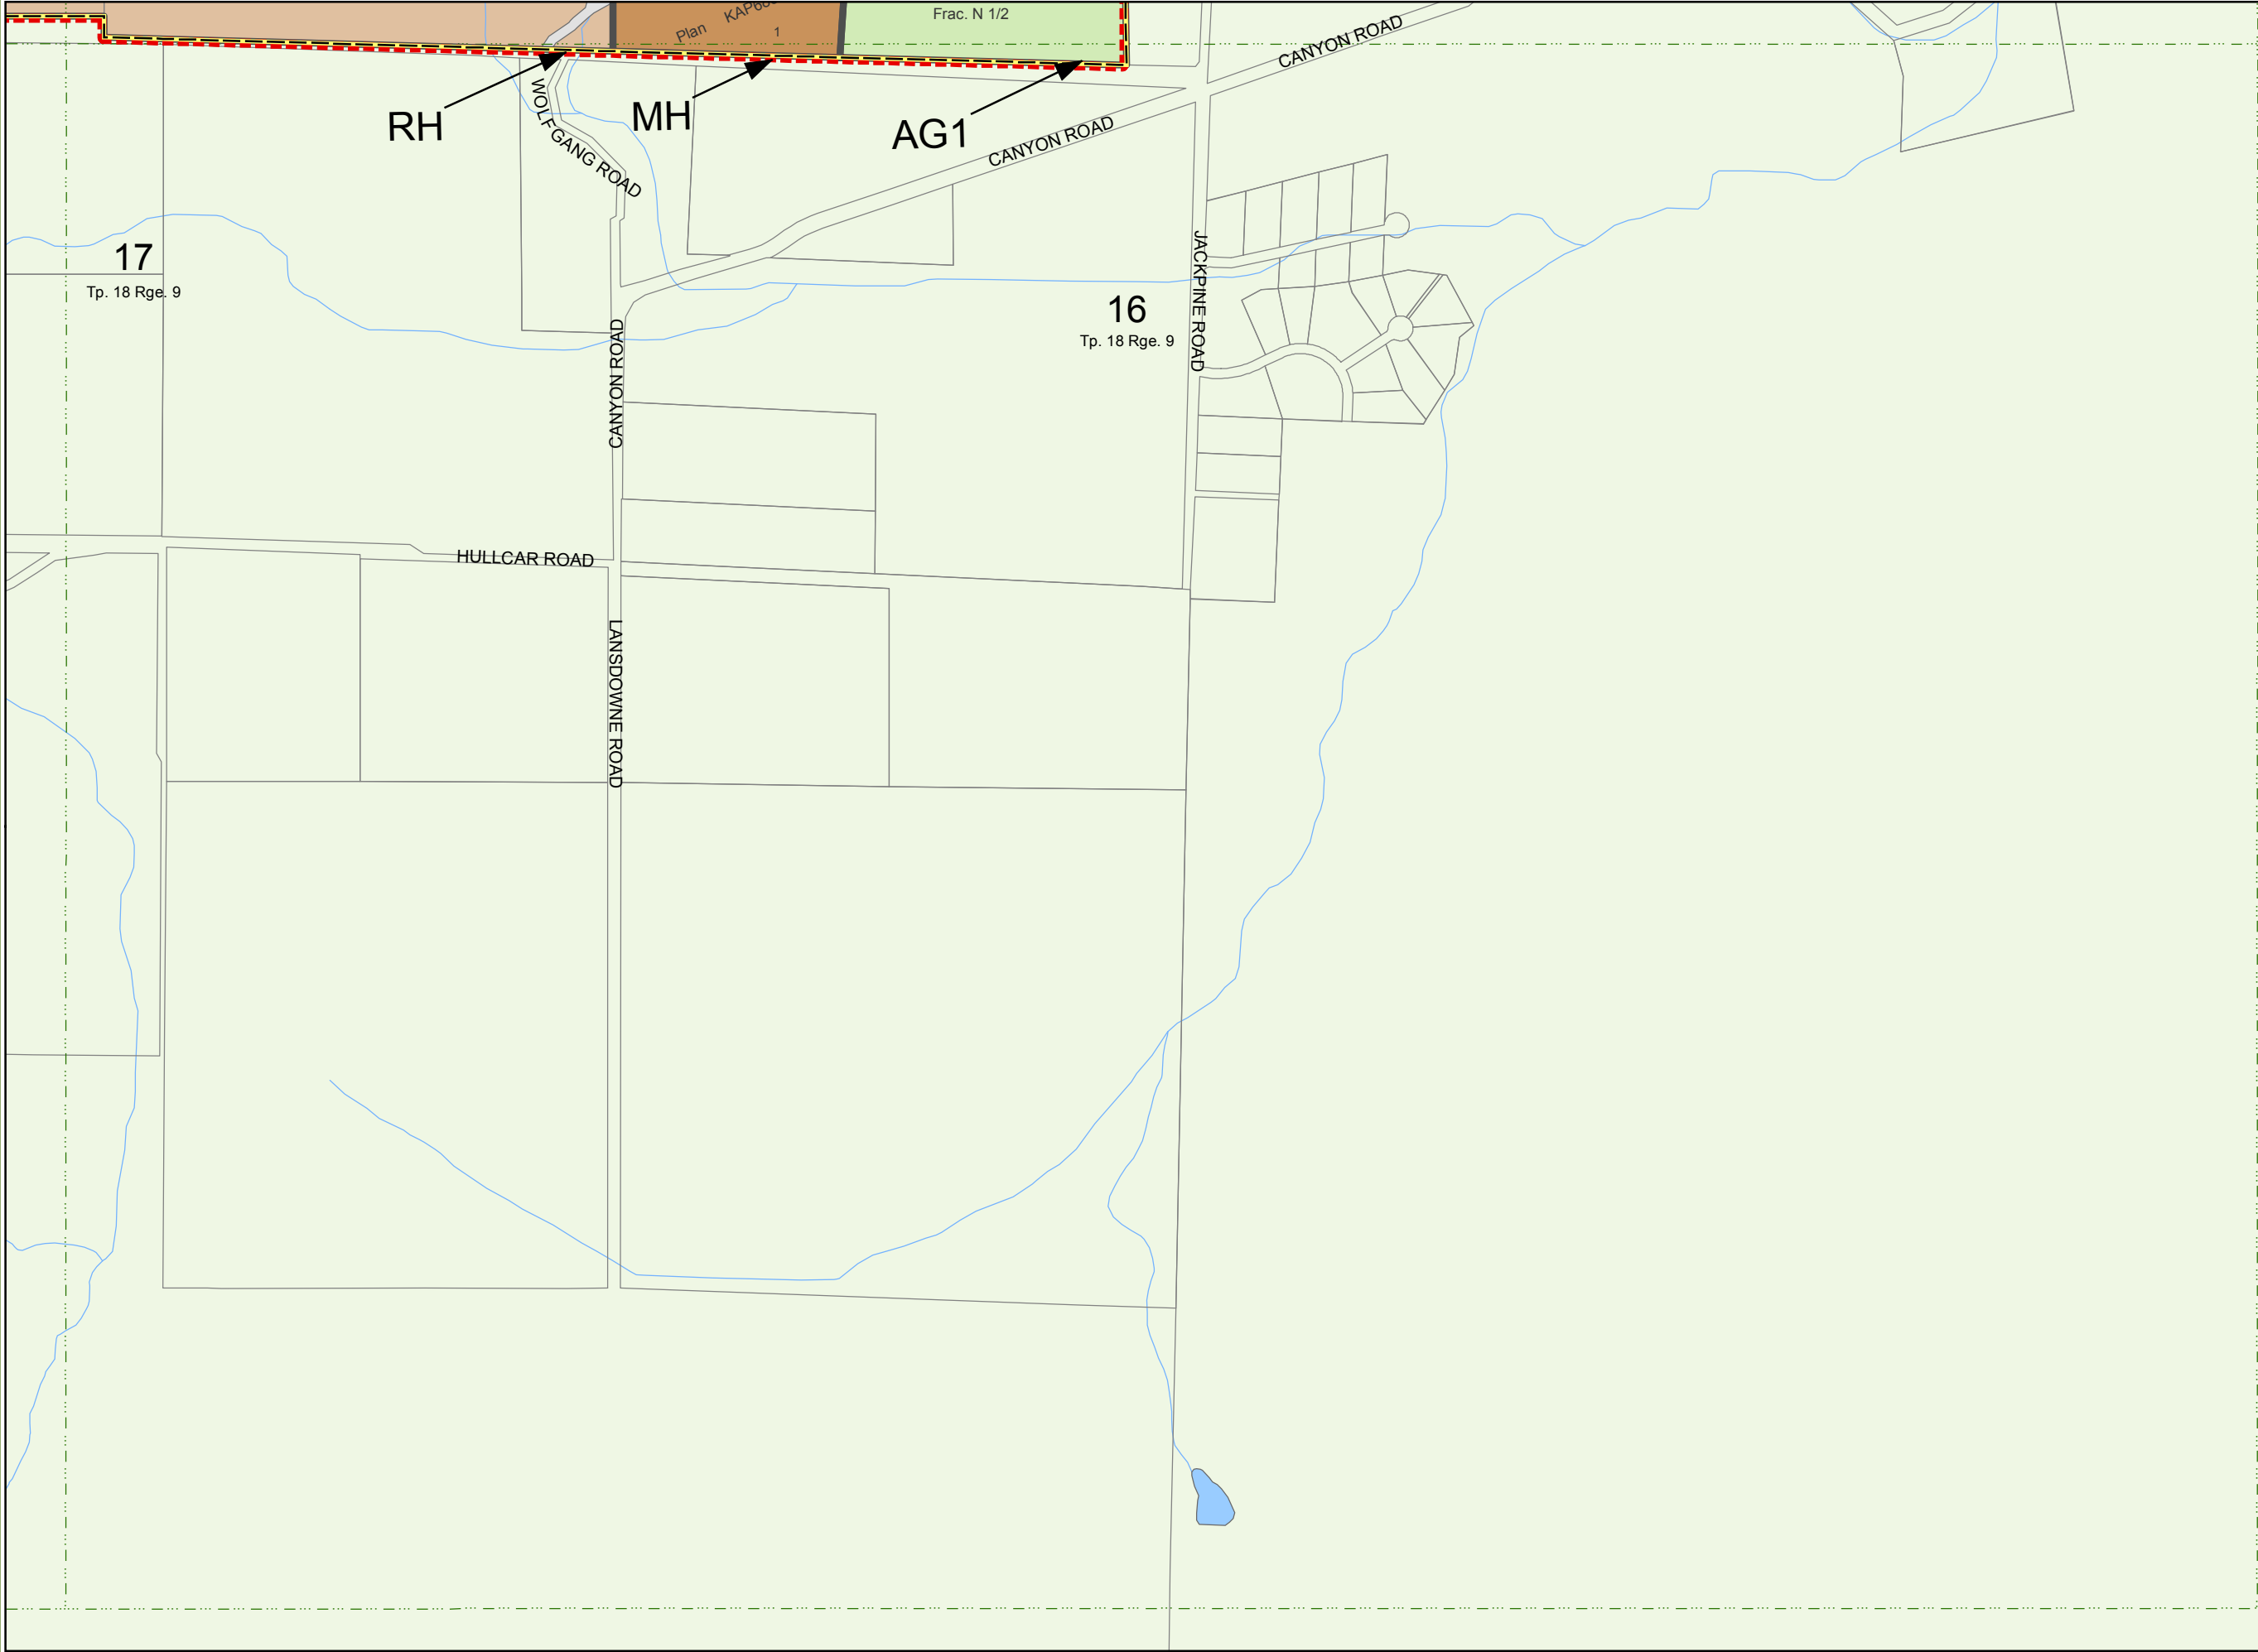 Frac. N 1/2
Plan
1
CANYON ROAD
RH
MH
AG1
WOLFGANG ROAD
CANYON ROAD
17
Tp. 18 Rge. 9
JACKPINE ROAD
16
Tp. 18 Rge. 9
CANYON ROAD
HULLCAR ROAD
LANSDOWNE ROAD